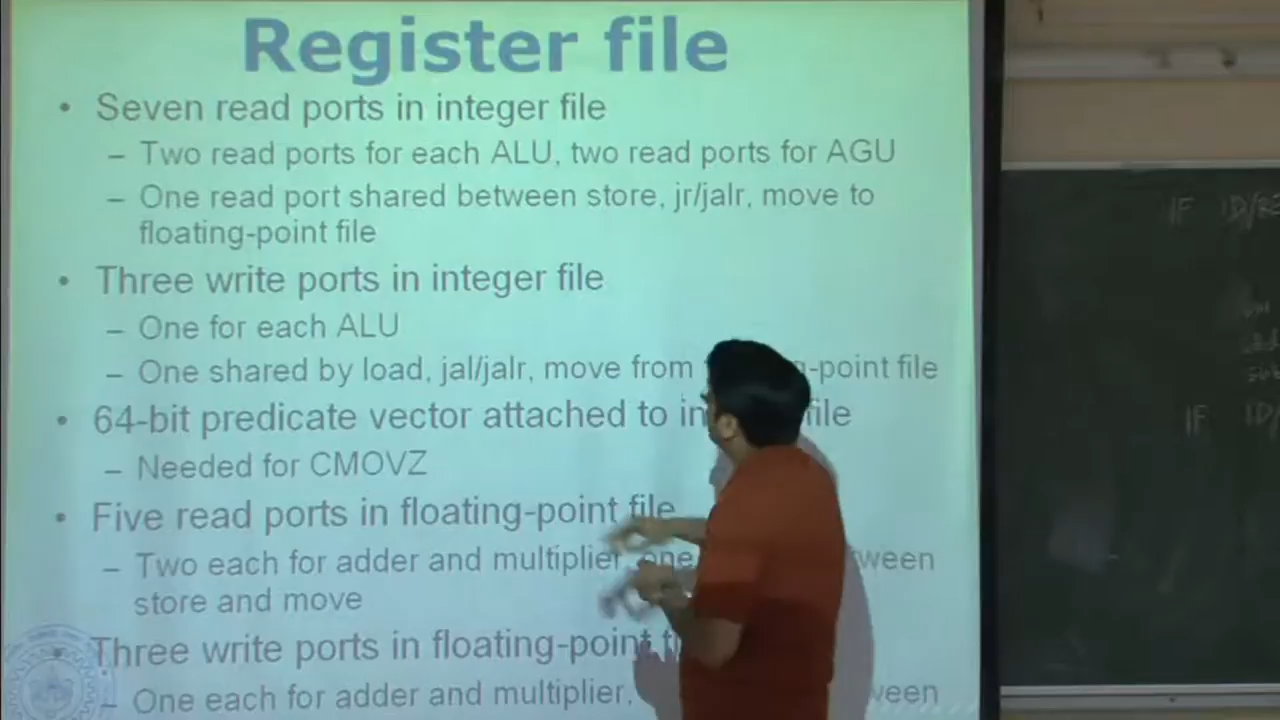 Register file
• Seven read ports in integer file
– Two read ports for each ALU, two read ports for AGU
– One read port shared between store, jr/jalr, move to
floating-point file
• Three write ports in integer file
– One for each ALU
– One shared by load, jal/jalr, move from -point file
• 64-bit predicate vector attached to file
– Needed for CMOVZ
• Five read ports in floating-point file
– Two each for adder and multiplier, one
store and move
Three write ports in floating-point
– One each for adder and multiplier,
IF
IF